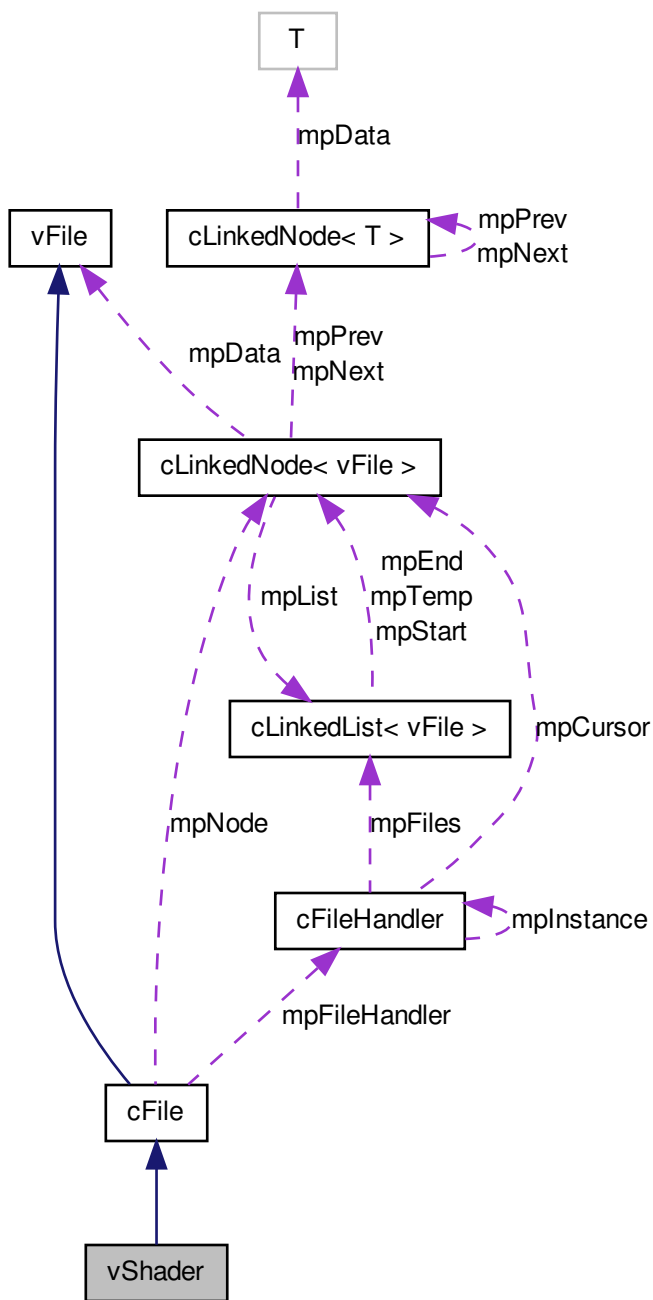 T
mpData
vFile
cLinkedNode< T >
mpPrev
mpNext
mpData
mpPrev
mpNext
cLinkedNode< vFile >
mpList
mpEnd
mpTemp
mpStart
cLinkedList< vFile >
mpCursor
mpNode
mpFiles
cFileHandler
mpInstance
mpFileHandler
cFile
vShader